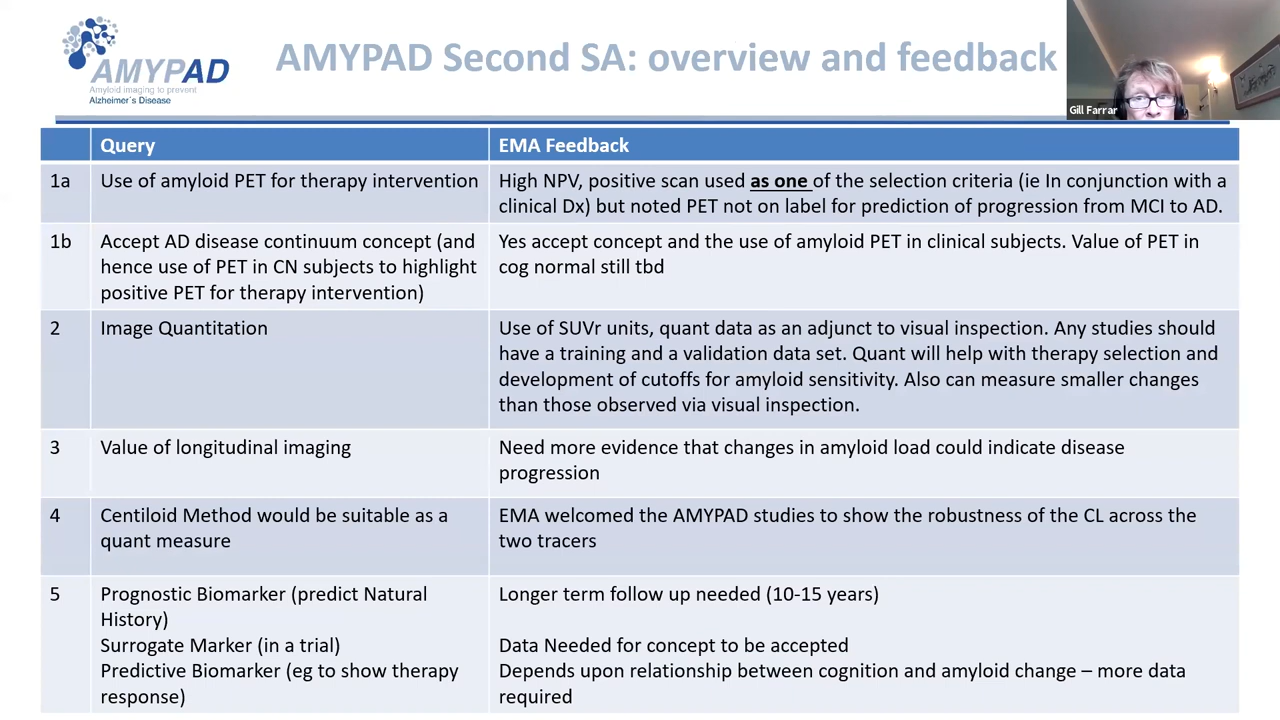 AMYPAD
Amyloid imaging to prevent
Alzheimer's Disease
AMYPAD Second SA: overview and feedback
Gill Farrar
Query
EMA Feedback
1a
Use of amyloid PET for therapy intervention
High NPV, positive scan used as one of the selection criteria (ie In conjunction with a
clinical Dx) but noted PET not on label for prediction of progression from MCI to AD.
1b
Accept AD disease continuum concept (and
hence use of PET in CN subjects to highlight
positive PET for therapy intervention)
Yes accept concept and the use of amyloid PET in clinical subjects. Value of PET in
cog normal still tbd
2
Image Quantitation
Use of SUVr units, quant data as an adjunct to visual inspection. Any studies should
have a training and a validation data set. Quant will help with therapy selection and
development of cutoffs for amyloid sensitivity. Also can measure smaller changes
than those observed via visual inspection.
3
Value of longitudinal imaging
Need more evidence that changes in amyloid load could indicate disease
progression
4
Centiloid Method would be suitable as a
quant measure
EMA welcomed the AMYPAD studies to show the robustness of the CL across the
two tracers
5
Prognostic Biomarker (predict Natural
History)
Surrogate Marker (in a trial)
Predictive Biomarker (eg to show therapy
response)
Longer term follow up needed (10-15 years)
Data Needed for concept to be accepted
Depends upon relationship between cognition and amyloid change – more data
required